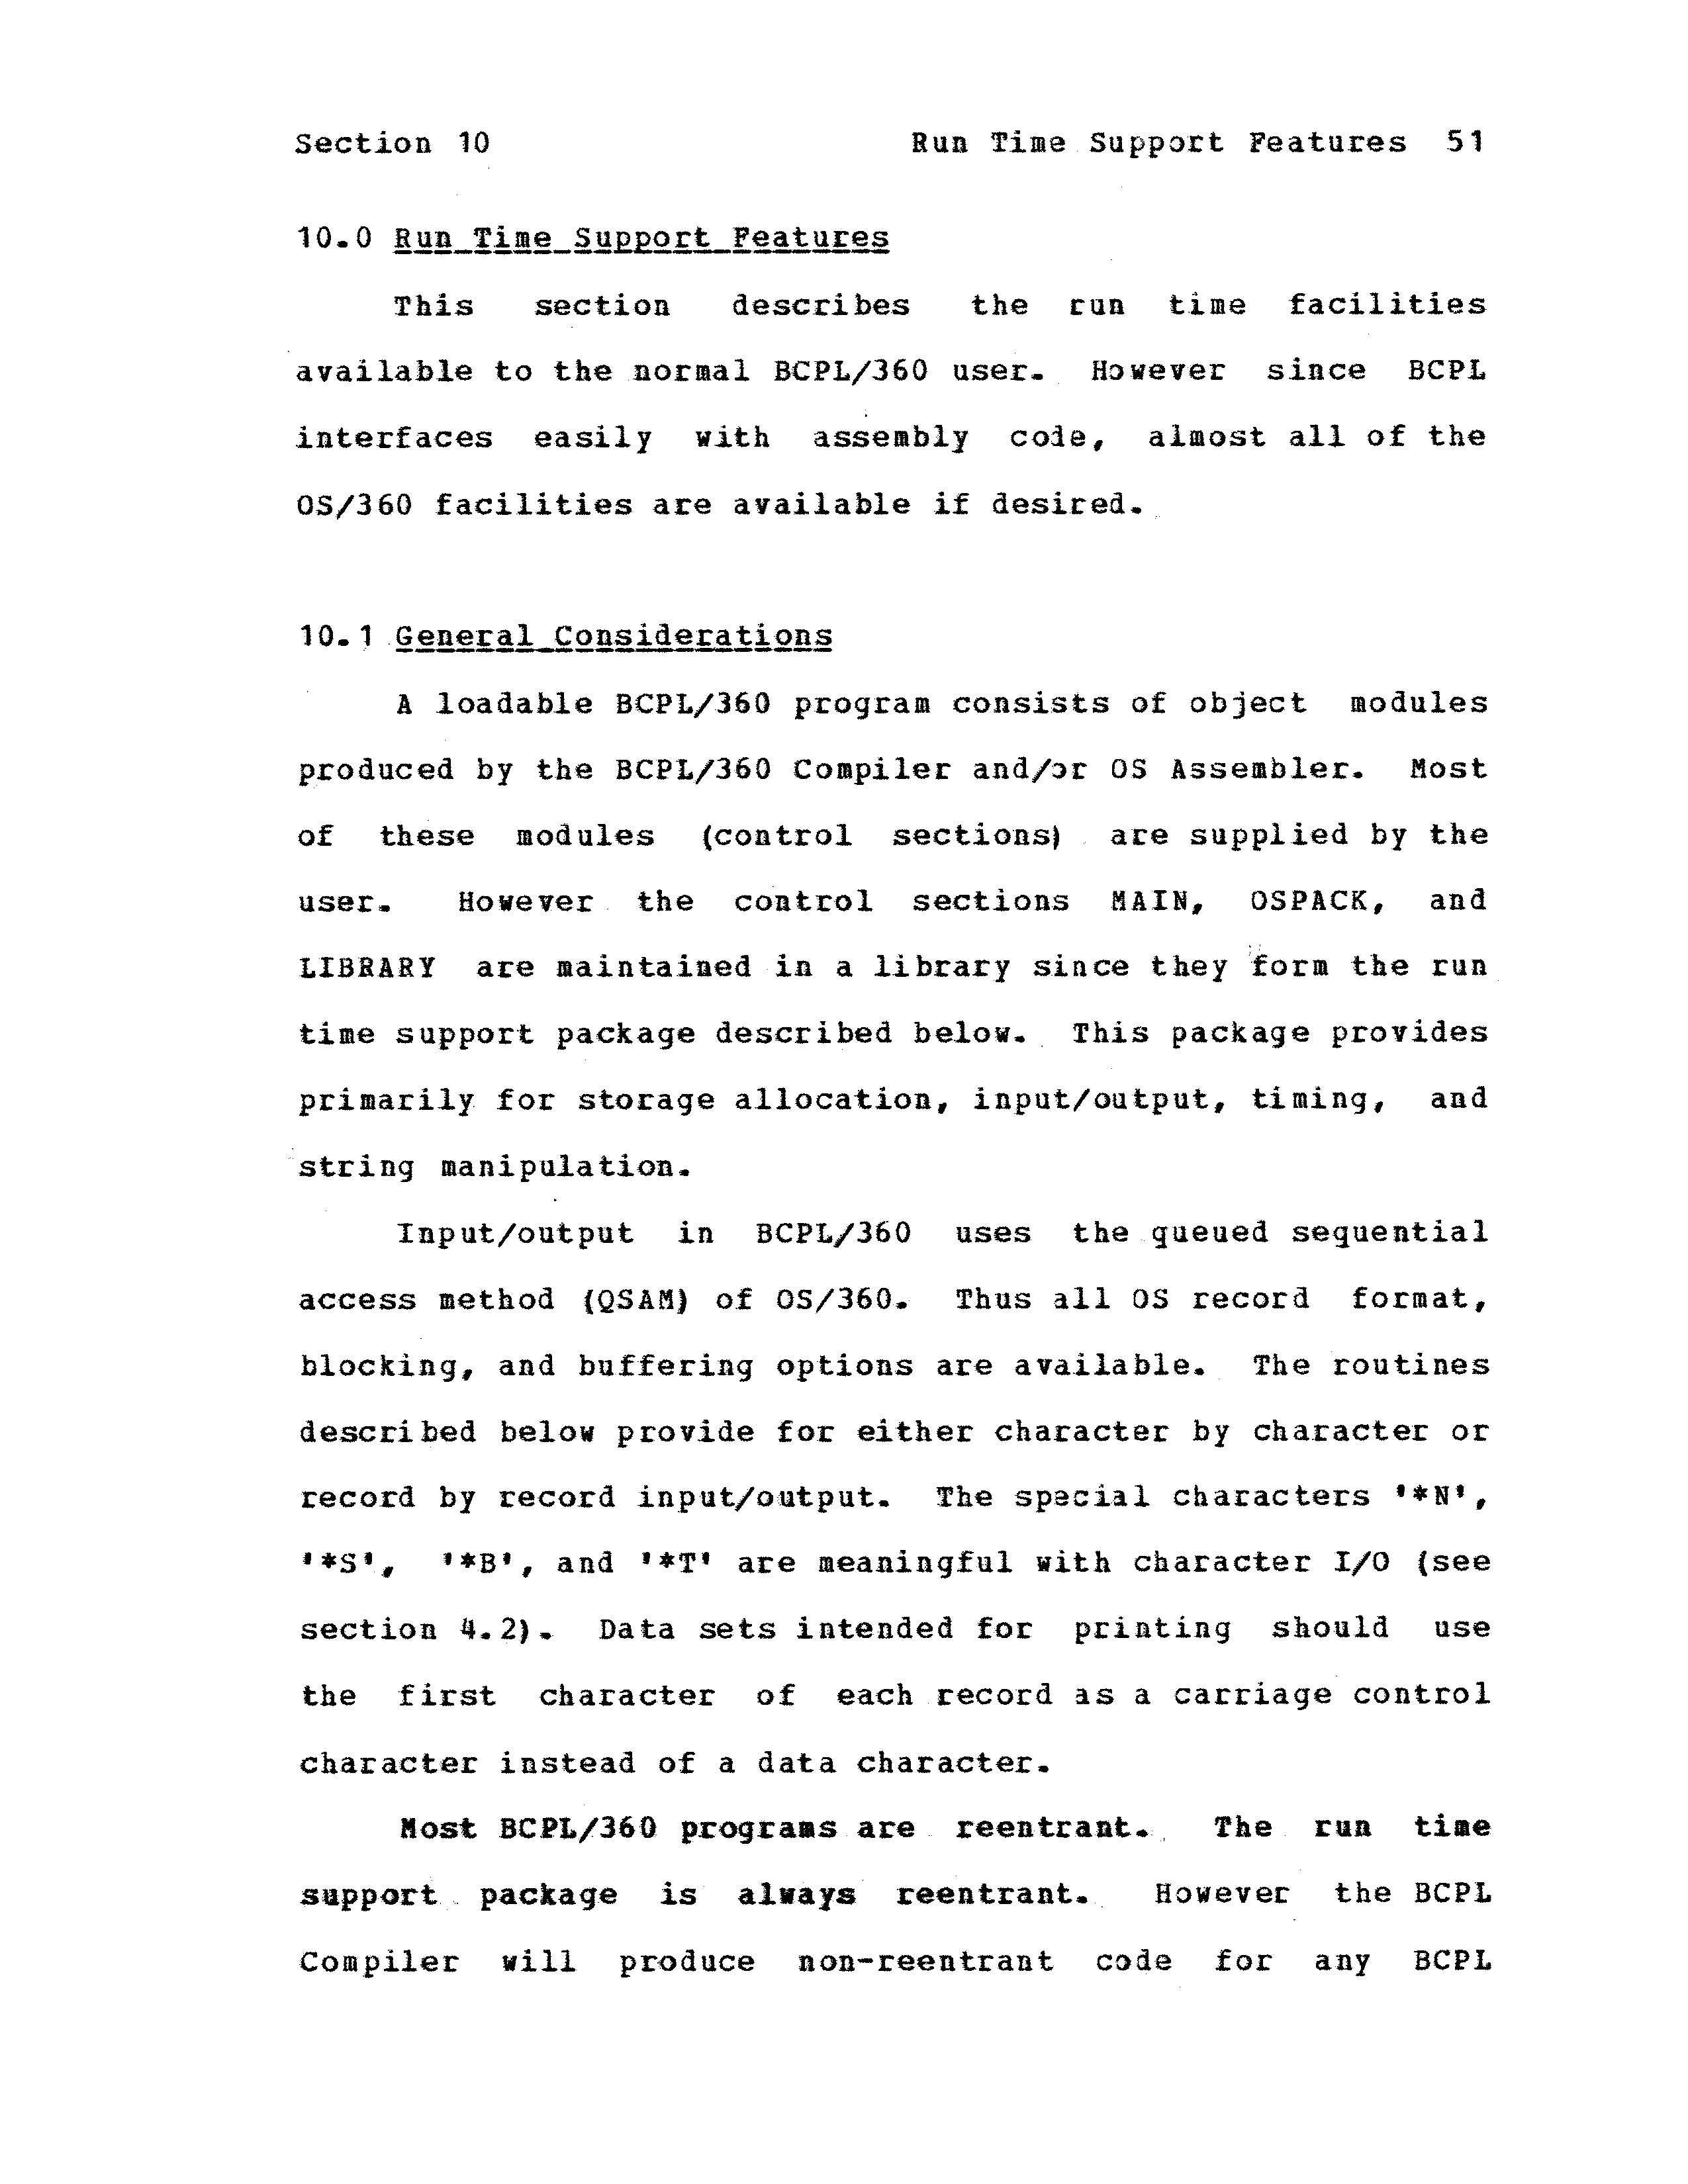 Section 10 Run Time Support Features 51
10.0 Run Time Support Features
This section describes the run time facilities
available to the normal BCPL/360 user. However since BCPL
interfaces easily with assembly code, almost all of the
OS/360 facilities are available if desired.
10.1 General Considerations
A loadable BCPL/360 program consists of object modules
produced by the BCPL/360 Compiler and/or OS Assembler. Most
of these modules (control sections) are supplied by the
user. However the control sections MAIN, OSPACK, and
LIBRARY are maintained in a library since they form the run
time support package described below. This package provides
primarily for storage allocation, input/output, timing, and
string manipulation.
Input/output in BCPL/360 uses the queued sequential
access method (QSAM) of OS/360. Thus all OS record format,
blocking, and buffering options are available. The routines
described below provide for either character by character or
record by record input/output. The special characters '*N',
'*S', '*B', and '*T' are meaningful with character I/O (see
section 4.2). Data sets intended for printing should use
the first character of each record as a carriage control
character instead of a data character.
Most BCPL/360 programs are reentrant. The run time
support package is always reentrant. However the BCPL
Compiler will produce non-reentrant code for any BCPL